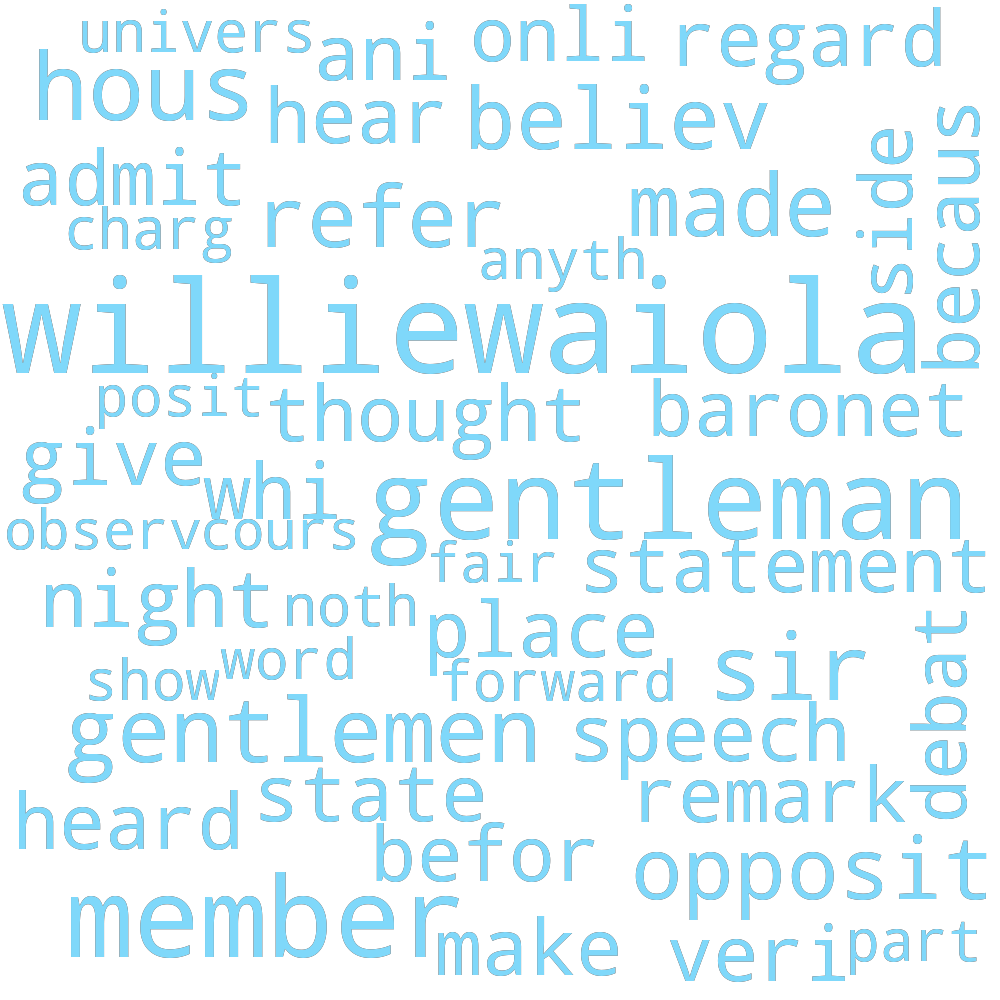 univers
ani
onli
regard
hous
hear
believ
because
side
admit
charg
refer
made
anyth
williewaiola
posit
thought
baronet
give
whi
gentleman
observ
cours
fair
statement
night
noth
place
debat
show
word
forward
sir
gentlemen
speech
heard
state
remark
befor
opposit
member
make
veri
part